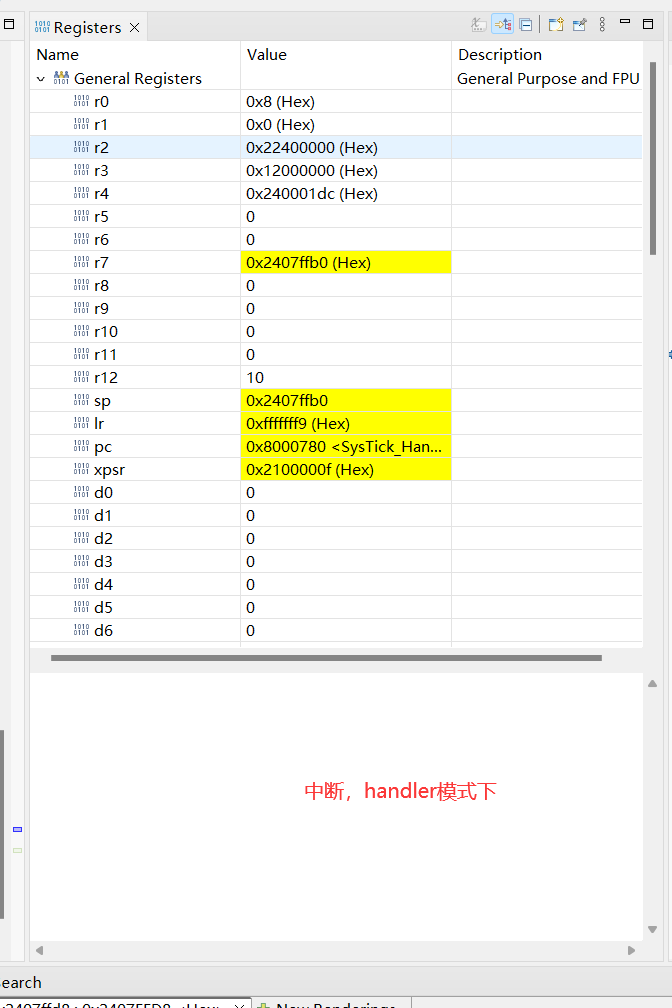 Registers
Name Value Description
General Registers General Purpose and FPU
r0 0x8 (Hex)
r1 0x0 (Hex)
r2 0x22400000 (Hex)
r3 0x12000000 (Hex)
r4 0x240001dc (Hex)
r5 0
r6 0
r7 0x2407ffb0 (Hex)
r8 0
r9 0
r10 0
r11 0
r12 10
sp 0x2407ffb0
lr 0xfffffff9 (Hex)
pc 0x8000780 <SysTick_Han...
xpsr 0x2100000f (Hex)
d0 0
d1 0
d2 0
d3 0
d4 0
d5 0
d6 0
中断，handler模式下
earch